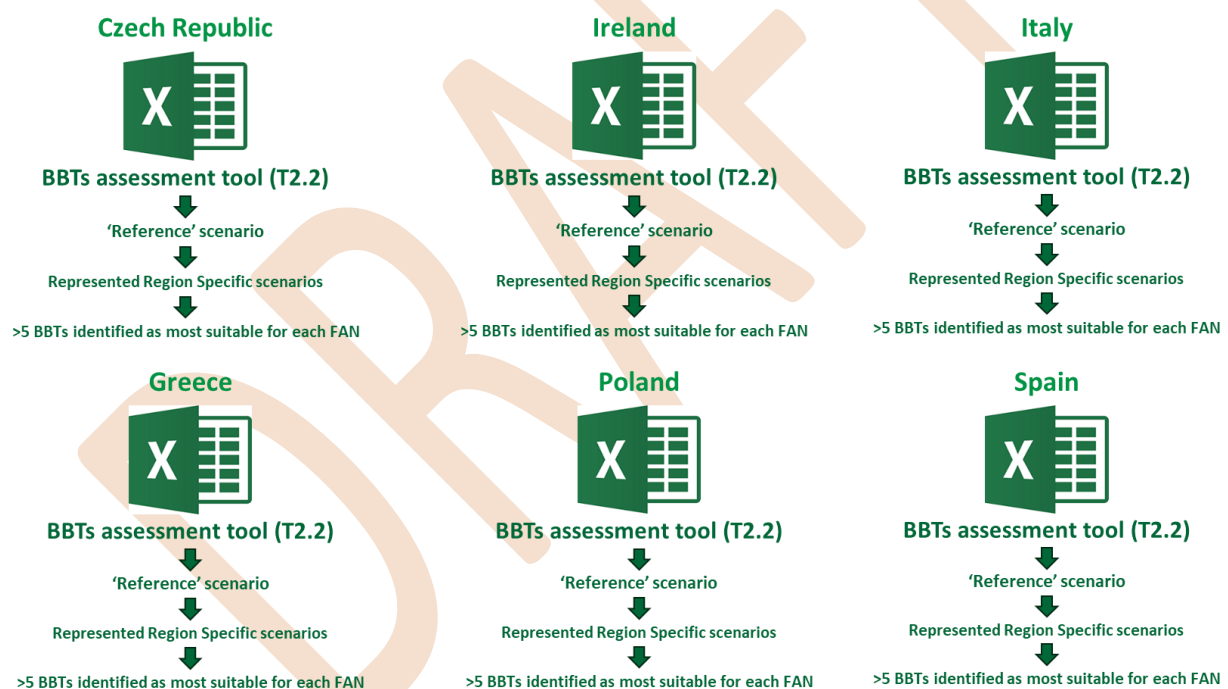 Czech Republic
X
BBTs assessment tool (T2.2)
‘Reference’ scenario
Represented Region Specific scenarios
>5 BBTs identified as most suitable for each FAN
Ireland
X
BBTs assessment tool (T2.2)
‘Reference’ scenario
Represented Region Specific scenarios
>5 BBTs identified as most suitable for each FAN
Italy
X
BBTs assessment tool (T2.2)
‘Reference’ scenario
Represented Region Specific scenarios
>5 BBTs identified as most suitable for each FAN
Greece
X
BBTs assessment tool (T2.2)
‘Reference’ scenario
Represented Region Specific scenarios
>5 BBTs identified as most suitable for each FAN
Poland
X
BBTs assessment tool (T2.2)
‘Reference’ scenario
Represented Region Specific scenarios
>5 BBTs identified as most suitable for each FAN
Spain
X
BBTs assessment tool (T2.2)
‘Reference’ scenario
Represented Region Specific scenarios
>5 BBTs identified as most suitable for each FAN
DRAFT